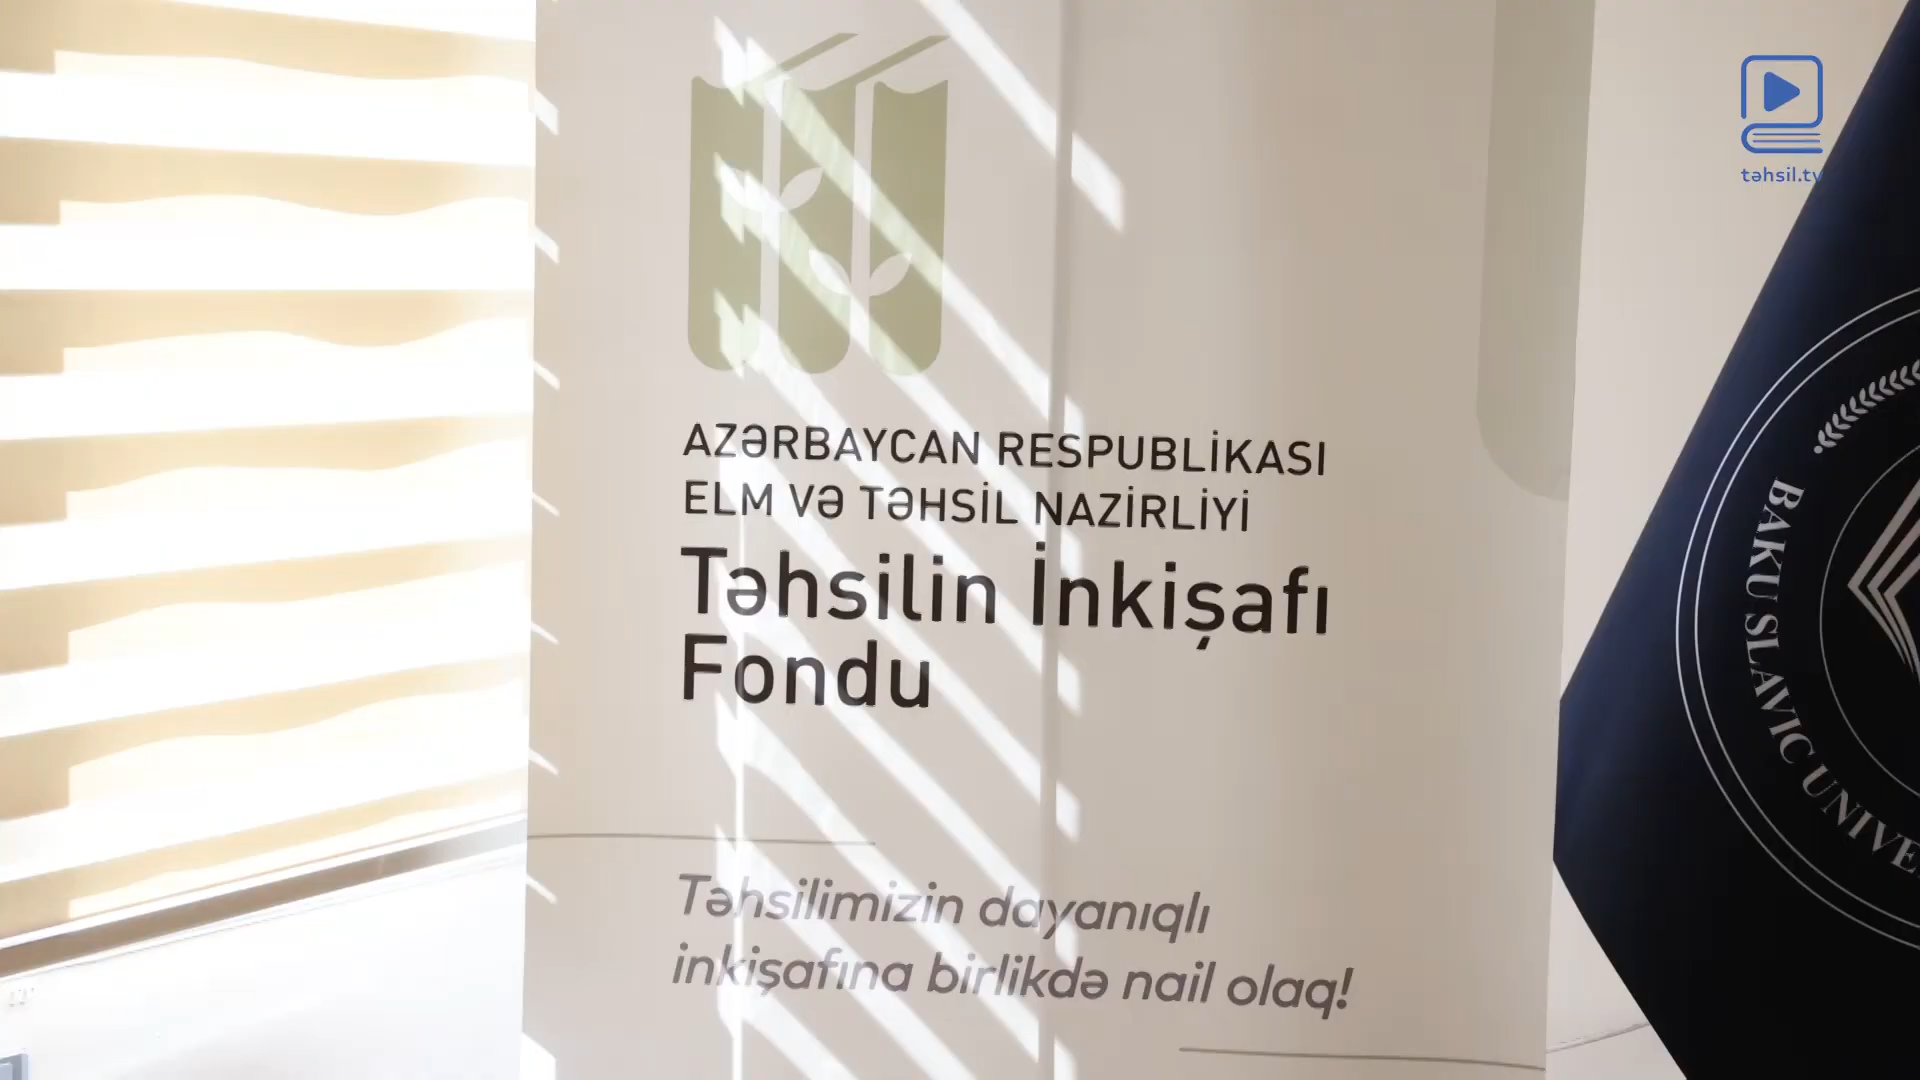 AZƏRBAYCAN RESPUBLİKASI
ELM VƏ TƏHSİL NAZİRLİYİ
Təhsilin İnkişafı
Fondu
Təhsilimizin dayanıqlı
inkişafına birlikdə nail olaq!
təhsil.tv
BAKU SLAVIC